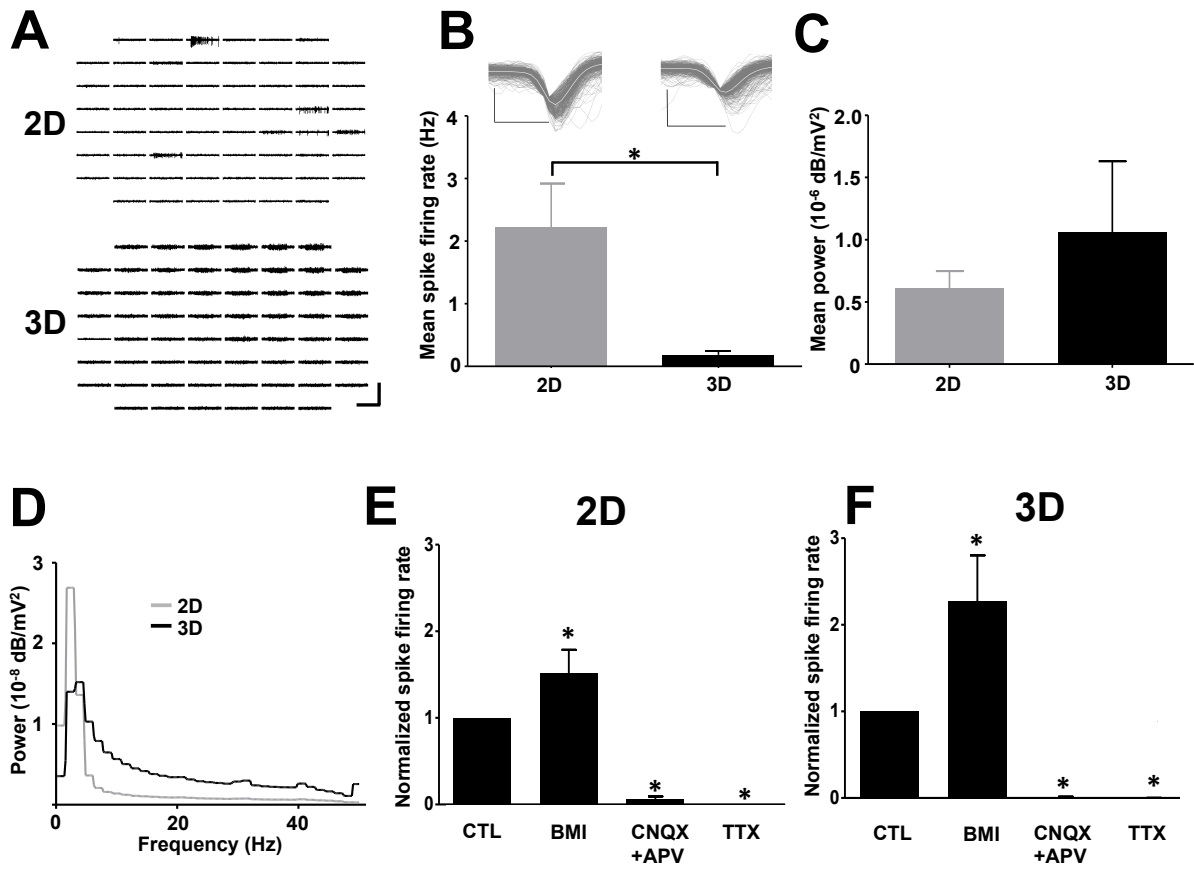 A
2D
3D
B
Mean spike firing rate (Hz)
4
3
2
1
0
*
2D
3D
C
Mean power (10⁻⁶ dB/mV²)
2.0
1.5
1.0
0.5
0
2D
3D
D
Power (10⁻⁸ dB/mV²)
3
2
1
2D
3D
0
20
40
Frequency (Hz)
E
2D
Normalized spike firing rate
3
2
1
0
*
*
*
CTL
BMI
CNQX
+APV
TTX
F
3D
Normalized spike firing rate
3
2
1
0
*
*
*
CTL
BMI
CNQX
+APV
TTX